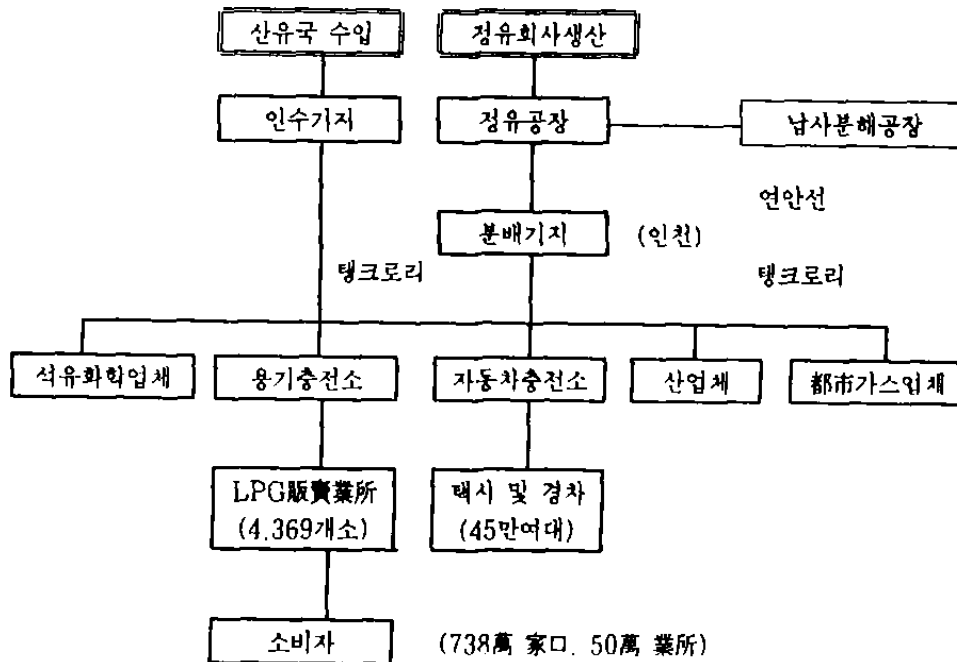 산유국 수입
정유회사생산
인수기지
정유공장
납사분해공장
연안선
분배기지
(인천)
탱크로리
탱크로리
석유화학업체
용기충전소
자동차충전소
산업체
都市가스업체
LPG販賣業所
(4.369개소)
택시 및 경차
(45만여대)
소비자
(738萬 家口. 50萬 業所)